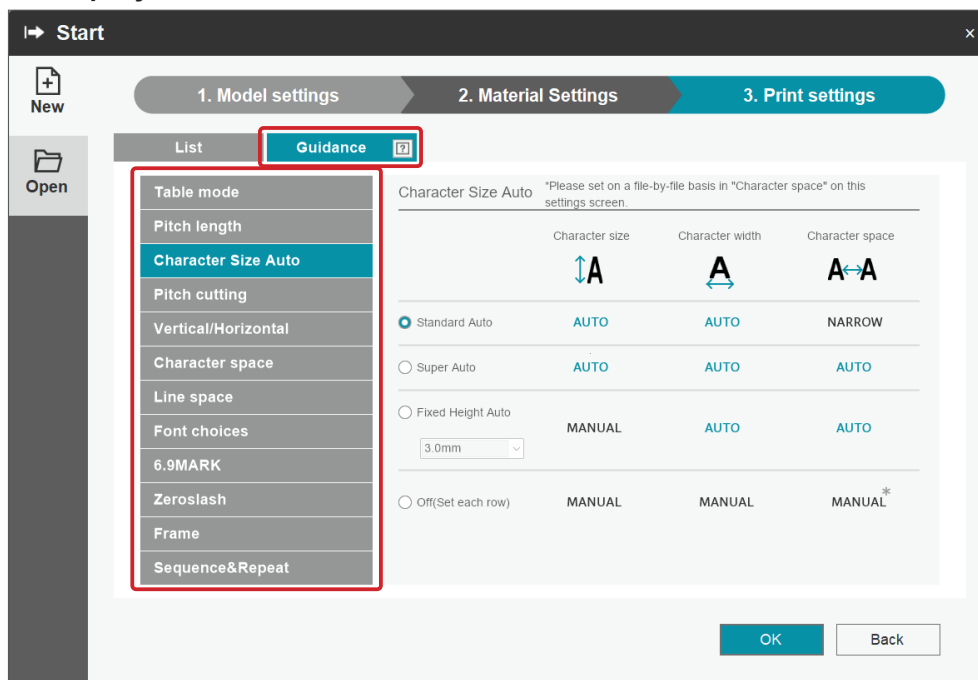 Start
×
New
Open
1. Model settings
2. Material Settings
3. Print settings
List
Guidance
?
Table mode
Pitch length
Character Size Auto
Pitch cutting
Vertical/Horizontal
Character space
Line space
Font choices
6.9MARK
Zeroslash
Frame
Sequence&Repeat
Character Size Auto
*Please set on a file-by-file basis in "Character space" on this
settings screen.
Character size
Character width
Character space
A
A
A↔A
Standard Auto
AUTO
AUTO
NARROW
Super Auto
AUTO
AUTO
AUTO
Fixed Height Auto
3.0mm
MANUAL
AUTO
AUTO
Off(Set each row)
MANUAL
MANUAL
MANUAL*
OK
Back